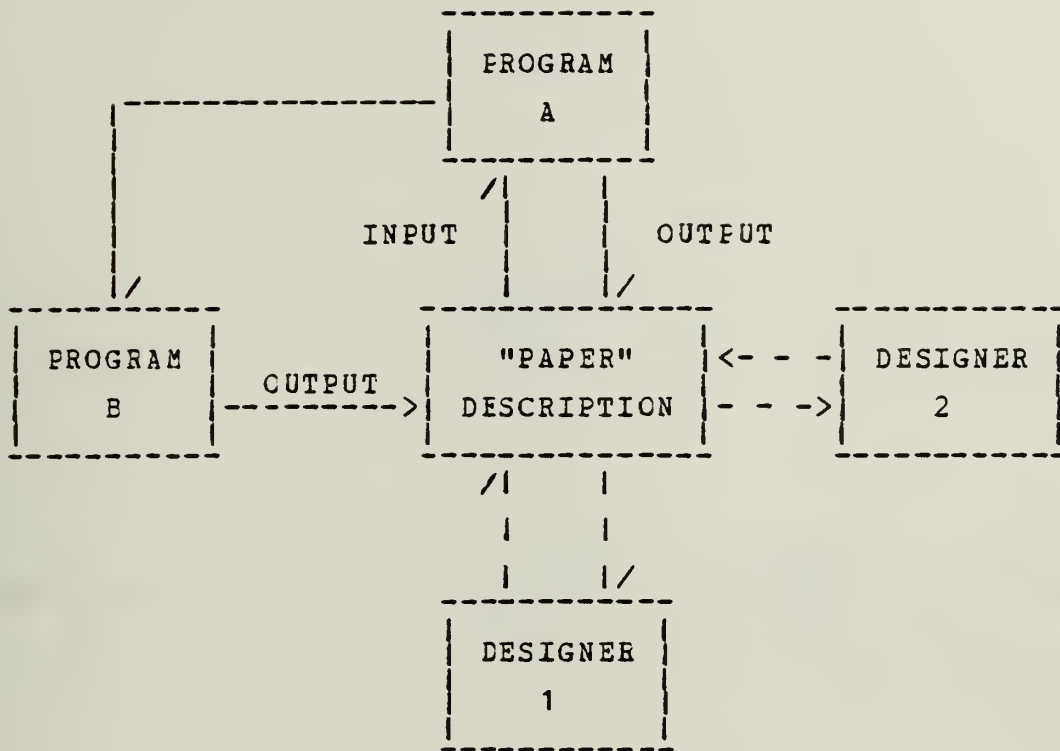 PROGRAM
A
INPUT
OUTPUT
PROGRAM
B
OUTPUT
"PAPER"
DESCRIPTION
DESIGNER
2
DESIGNER
1